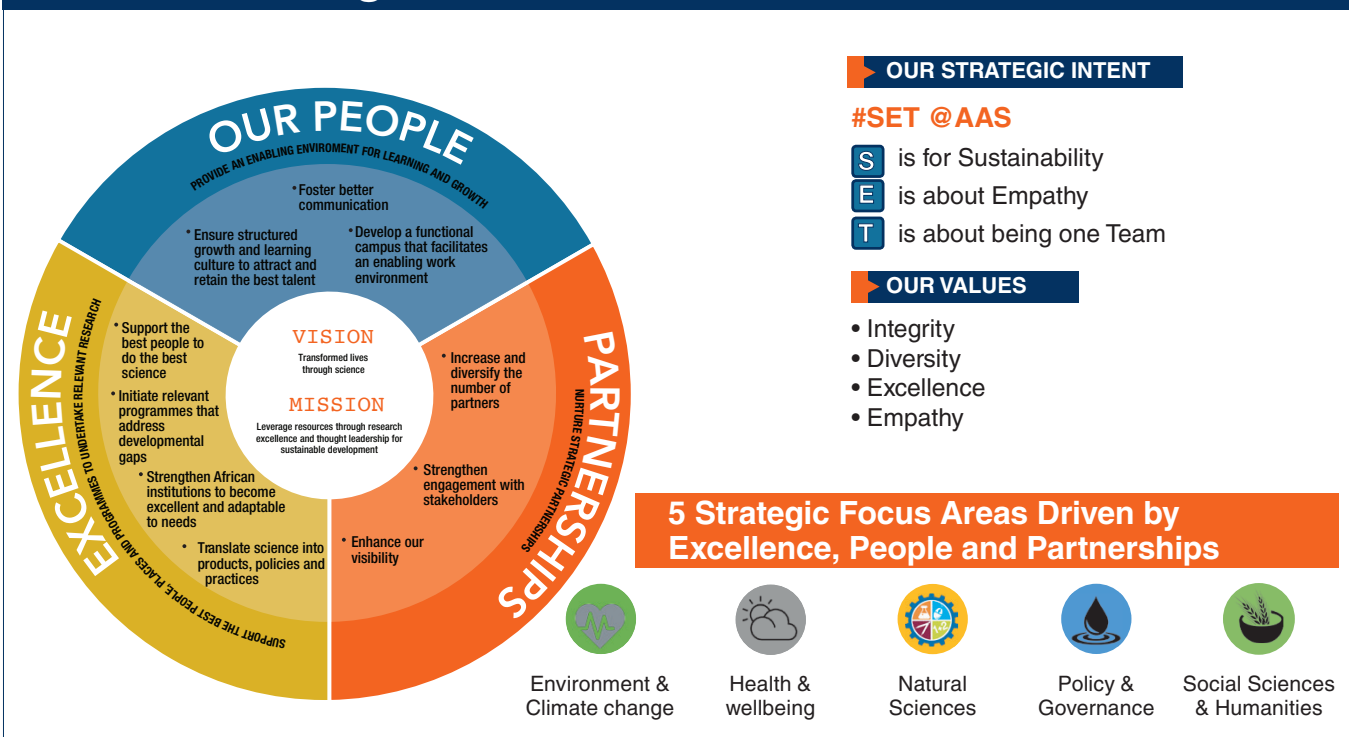 OUR PEOPLE
PROVIDE AN ENABLING ENVIROMENT FOR LEARNING AND GROWTH
• Foster better
communication
• Ensure structured
growth and learning
culture to attract and
retain the best talent
• Develop a functional
campus that facilitates
an enabling work
environment
EXCELLENCE
SUPPORT THE BEST PEOPLE, PLACES AND PROGRAMMES TO UNDERTAKE RELEVANT RESEARCH
• Support the
best people to
do the best
science
• Initiate relevant
programmes that
address
developmental
gaps
• Strengthen African
institutions to become
excellent and adaptable
to needs
• Translate science into
products, policies and
practices
VISION
Transformed lives
through science
MISSION
Leverage resources through research
excellence and thought leadership for
sustainable development
PARTNERSHIPS
NURTURE STRATEGIC PARTNERSHIPS
• Increase and
diversify the
number of
partners
• Strengthen
engagement with
stakeholders
• Enhance our
visibility
OUR STRATEGIC INTENT
#SET @AAS
S is for Sustainability
E is about Empathy
T is about being one Team
OUR VALUES
• Integrity
• Diversity
• Excellence
• Empathy
5 Strategic Focus Areas Driven by
Excellence, People and Partnerships
Environment &
Climate change
Health &
wellbeing
Natural
Sciences
Policy &
Governance
Social Sciences
& Humanities